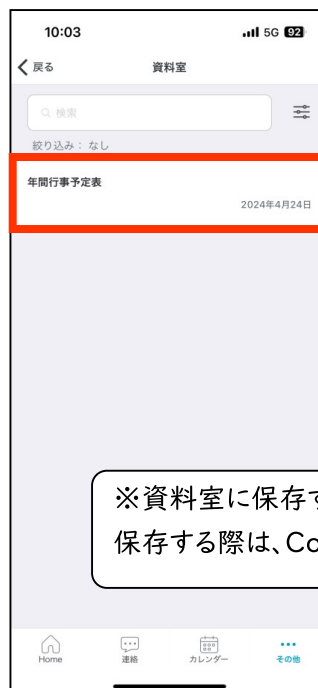 10:03 5G 92
戻る 資料室
検索
絞り込み： なし
年間行事予定表
2024年4月24日
※資料室に保存す
保存する際は、Co
Home 連絡 カレンダー その他